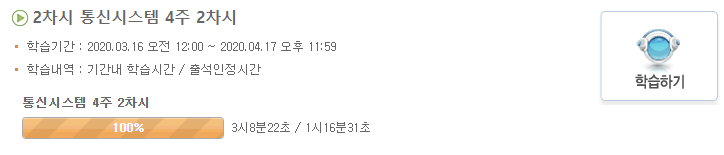 2차시 통신시스템 4주 2차시
학습기간 : 2020.03.16 오전 12:00 ~ 2020.04.17 오후 11:59
학습내역 : 기간내 학습시간 / 출석인정시간
학습하기
통신시스템 4주 2차시
100% 3시8분22초 / 1시16분31초